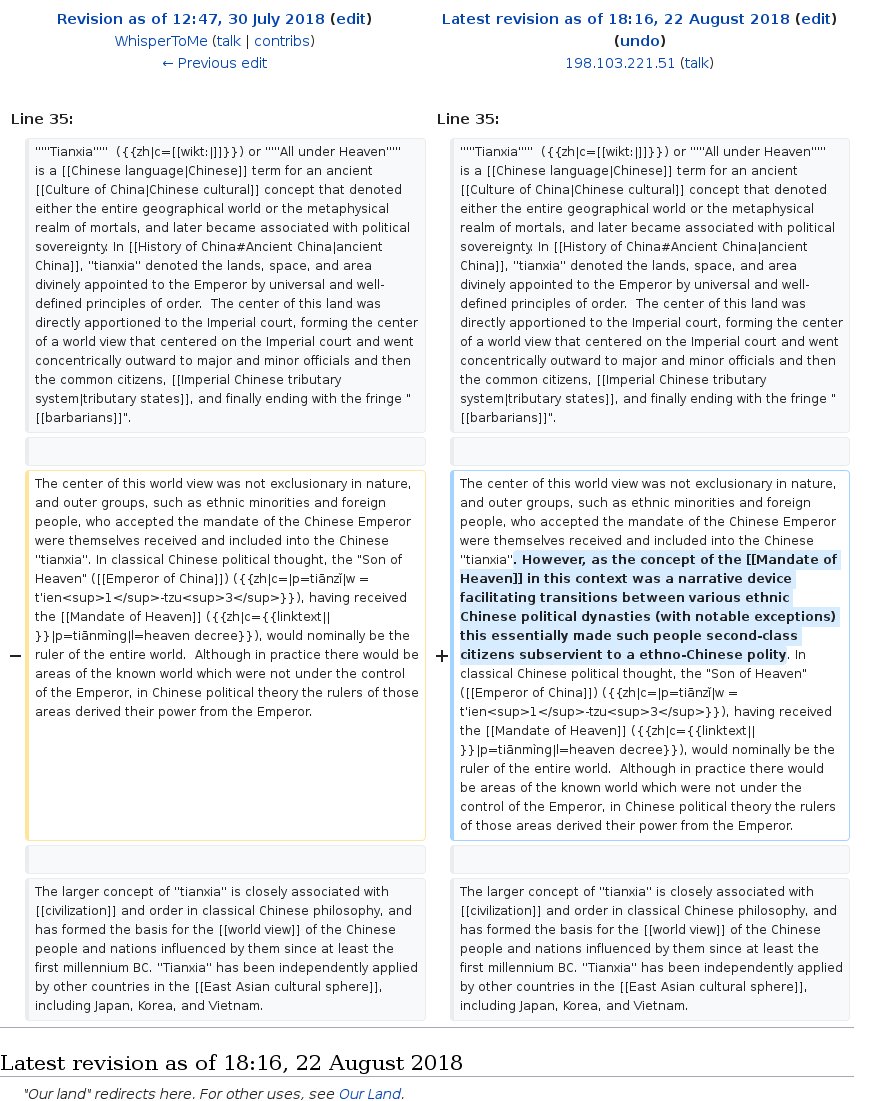 Revision as of 12:47, 30 July 2018 (edit)
WhisperToMe (talk | contribs)
← Previous edit
Latest revision as of 18:16, 22 August 2018 (edit)
(undo)
198.103.221.51 (talk)
Line 35:
Line 35:
'''''Tianxia'''''  ({{zh|c=[[wikt:|]]}}) or '''''All under Heaven'''''
is a [[Chinese language|Chinese]] term for an ancient
[[Culture of China|Chinese cultural]] concept that denoted
either the entire geographical world or the metaphysical
realm of mortals, and later became associated with political
sovereignty. In [[History of China#Ancient China|ancient
China]], ''tianxia'' denoted the lands, space, and area
divinely appointed to the Emperor by universal and well-
defined principles of order.  The center of this land was
directly apportioned to the Imperial court, forming the center
of a world view that centered on the Imperial court and went
concentrically outward to major and minor officials and then
the common citizens, [[Imperial Chinese tributary
system|tributary states]], and finally ending with the fringe "
[[barbarians]]".
'''''Tianxia'''''  ({{zh|c=[[wikt:|]]}}) or '''''All under Heaven'''''
is a [[Chinese language|Chinese]] term for an ancient
[[Culture of China|Chinese cultural]] concept that denoted
either the entire geographical world or the metaphysical
realm of mortals, and later became associated with political
sovereignty. In [[History of China#Ancient China|ancient
China]], ''tianxia'' denoted the lands, space, and area
divinely appointed to the Emperor by universal and well-
defined principles of order.  The center of this land was
directly apportioned to the Imperial court, forming the center
of a world view that centered on the Imperial court and went
concentrically outward to major and minor officials and then
the common citizens, [[Imperial Chinese tributary
system|tributary states]], and finally ending with the fringe "
[[barbarians]]".
−
The center of this world view was not exclusionary in nature,
and outer groups, such as ethnic minorities and foreign
people, who accepted the mandate of the Chinese Emperor
were themselves received and included into the Chinese
''tianxia''. In classical Chinese political thought, the "Son of
Heaven" ([[Emperor of China]]) ({{zh|c=|p=tiānzǐ|w =
t'ien<sup>1</sup>-tzu<sup>3</sup>}}), having received
the [[Mandate of Heaven]] ({{zh|c={{linktext||
}}|p=tiānmìng|l=heaven decree}}), would nominally be the
ruler of the entire world.  Although in practice there would be
areas of the known world which were not under the control
of the Emperor, in Chinese political theory the rulers of those
areas derived their power from the Emperor.
+
The center of this world view was not exclusionary in nature,
and outer groups, such as ethnic minorities and foreign
people, who accepted the mandate of the Chinese Emperor
were themselves received and included into the Chinese
''tianxia''. However, as the concept of the [[Mandate of
Heaven]] in this context was a narrative device
facilitating transitions between various ethnic
Chinese political dynasties (with notable exceptions)
this essentially made such people second-class
citizens subservient to a ethno-Chinese polity. In
classical Chinese political thought, the "Son of Heaven"
([[Emperor of China]]) ({{zh|c=|p=tiānzǐ|w =
t'ien<sup>1</sup>-tzu<sup>3</sup>}}), having received
the [[Mandate of Heaven]] ({{zh|c={{linktext||
}}|p=tiānmìng|l=heaven decree}}), would nominally be the
ruler of the entire world.  Although in practice there would
be areas of the known world which were not under the
control of the Emperor, in Chinese political theory the rulers
of those areas derived their power from the Emperor.
The larger concept of ''tianxia'' is closely associated with
[[civilization]] and order in classical Chinese philosophy, and
has formed the basis for the [[world view]] of the Chinese
people and nations influenced by them since at least the
first millennium BC. ''Tianxia'' has been independently applied
by other countries in the [[East Asian cultural sphere]],
including Japan, Korea, and Vietnam.
The larger concept of ''tianxia'' is closely associated with
[[civilization]] and order in classical Chinese philosophy, and
has formed the basis for the [[world view]] of the Chinese
people and nations influenced by them since at least the
first millennium BC. ''Tianxia'' has been independently applied
by other countries in the [[East Asian cultural sphere]],
including Japan, Korea, and Vietnam.
Latest revision as of 18:16, 22 August 2018
"Our land" redirects here. For other uses, see Our Land.